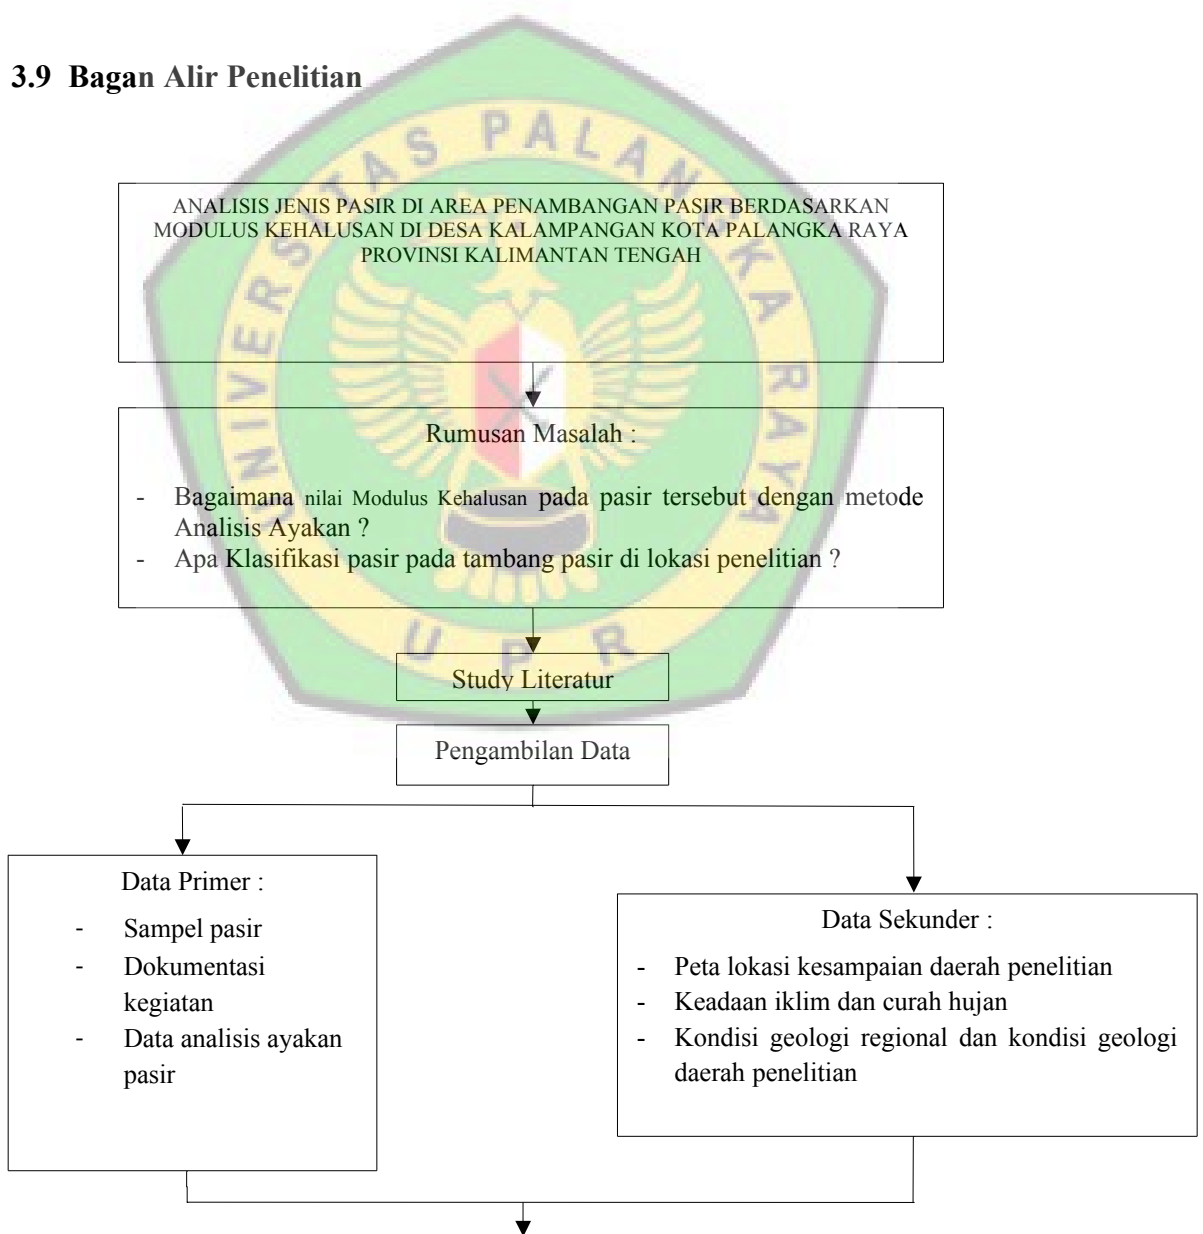 3.9 Bagan Alir Penelitian
UNIVERSITAS PALANGKA RAYA
ANALISIS JENIS PASIR DI AREA PENAMBANGAN PASIR BERDASARKAN
MODULUS KEHALUSAN DI DESA KALAMPANGAN KOTA PALANGKA RAYA
PROVINSI KALIMANTAN TENGAH
Rumusan Masalah :
- Bagaimana nilai Modulus Kehalusan pada pasir tersebut dengan metode
Analisis Ayakan ?
- Apa Klasifikasi pasir pada tambang pasir di lokasi penelitian ?
U P R
Study Literatur
Pengambilan Data
Data Primer :
- Sampel pasir
- Dokumentasi
kegiatan
- Data analisis ayakan
pasir
Data Sekunder :
- Peta lokasi kesampaian daerah penelitian
- Keadaan iklim dan curah hujan
- Kondisi geologi regional dan kondisi geologi
daerah penelitian